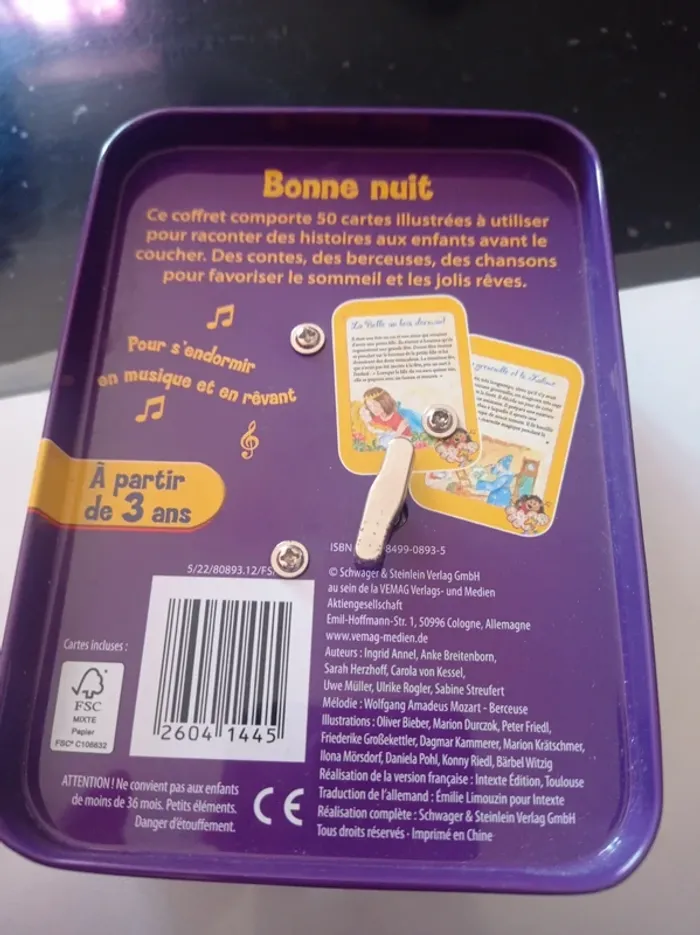 Bonne nuit
Ce coffret comporte 50 cartes illustrées à utiliser
pour raconter des histoires aux enfants avant le
coucher. Des contes, des berceuses, des chansons
pour favoriser le sommeil et les jolis rêves.
Pour s'endormir
en musique et en rêvant
À partir
de 3 ans
La Belle au bois dormant
ISBN 8499-0893-5
5/22/80893.12/FS
© Schwager & Steinlein Verlag GmbH
au sein de la VEMAG Verlags- und Medien
Aktiengesellschaft
Emil-Hoffmann-Str. 1, 50996 Cologne, Allemagne
www.vemag-medien.de
Auteurs : Ingrid Annel, Anke Breitenborn,
Sarah Herzhoff, Carola von Kessel,
Uwe Müller, Ulrike Rogler, Sabine Streufert
Mélodie : Wolfgang Amadeus Mozart - Berceuse
Illustrations : Oliver Bieber, Marion Durczok, Peter Friedl,
Friederike Großekettler, Dagmar Kammerer, Marion Krätschmer,
Ilona Mörsdorf, Daniela Pohl, Konny Riedl, Bärbel Witzig
Réalisation de la version française : Intexte Édition, Toulouse
Traduction de l'allemand : Émilie Limouzin pour Intexte
Réalisation complète : Schwager & Steinlein Verlag GmbH
Tous droits réservés - Imprimé en Chine
Cartes incluses :
FSC
MIXTE
Papier
FSC® C106632
2604 1445
ATTENTION ! Ne convient pas aux enfants
de moins de 36 mois. Petits éléments.
Danger d'étouffement.
CE